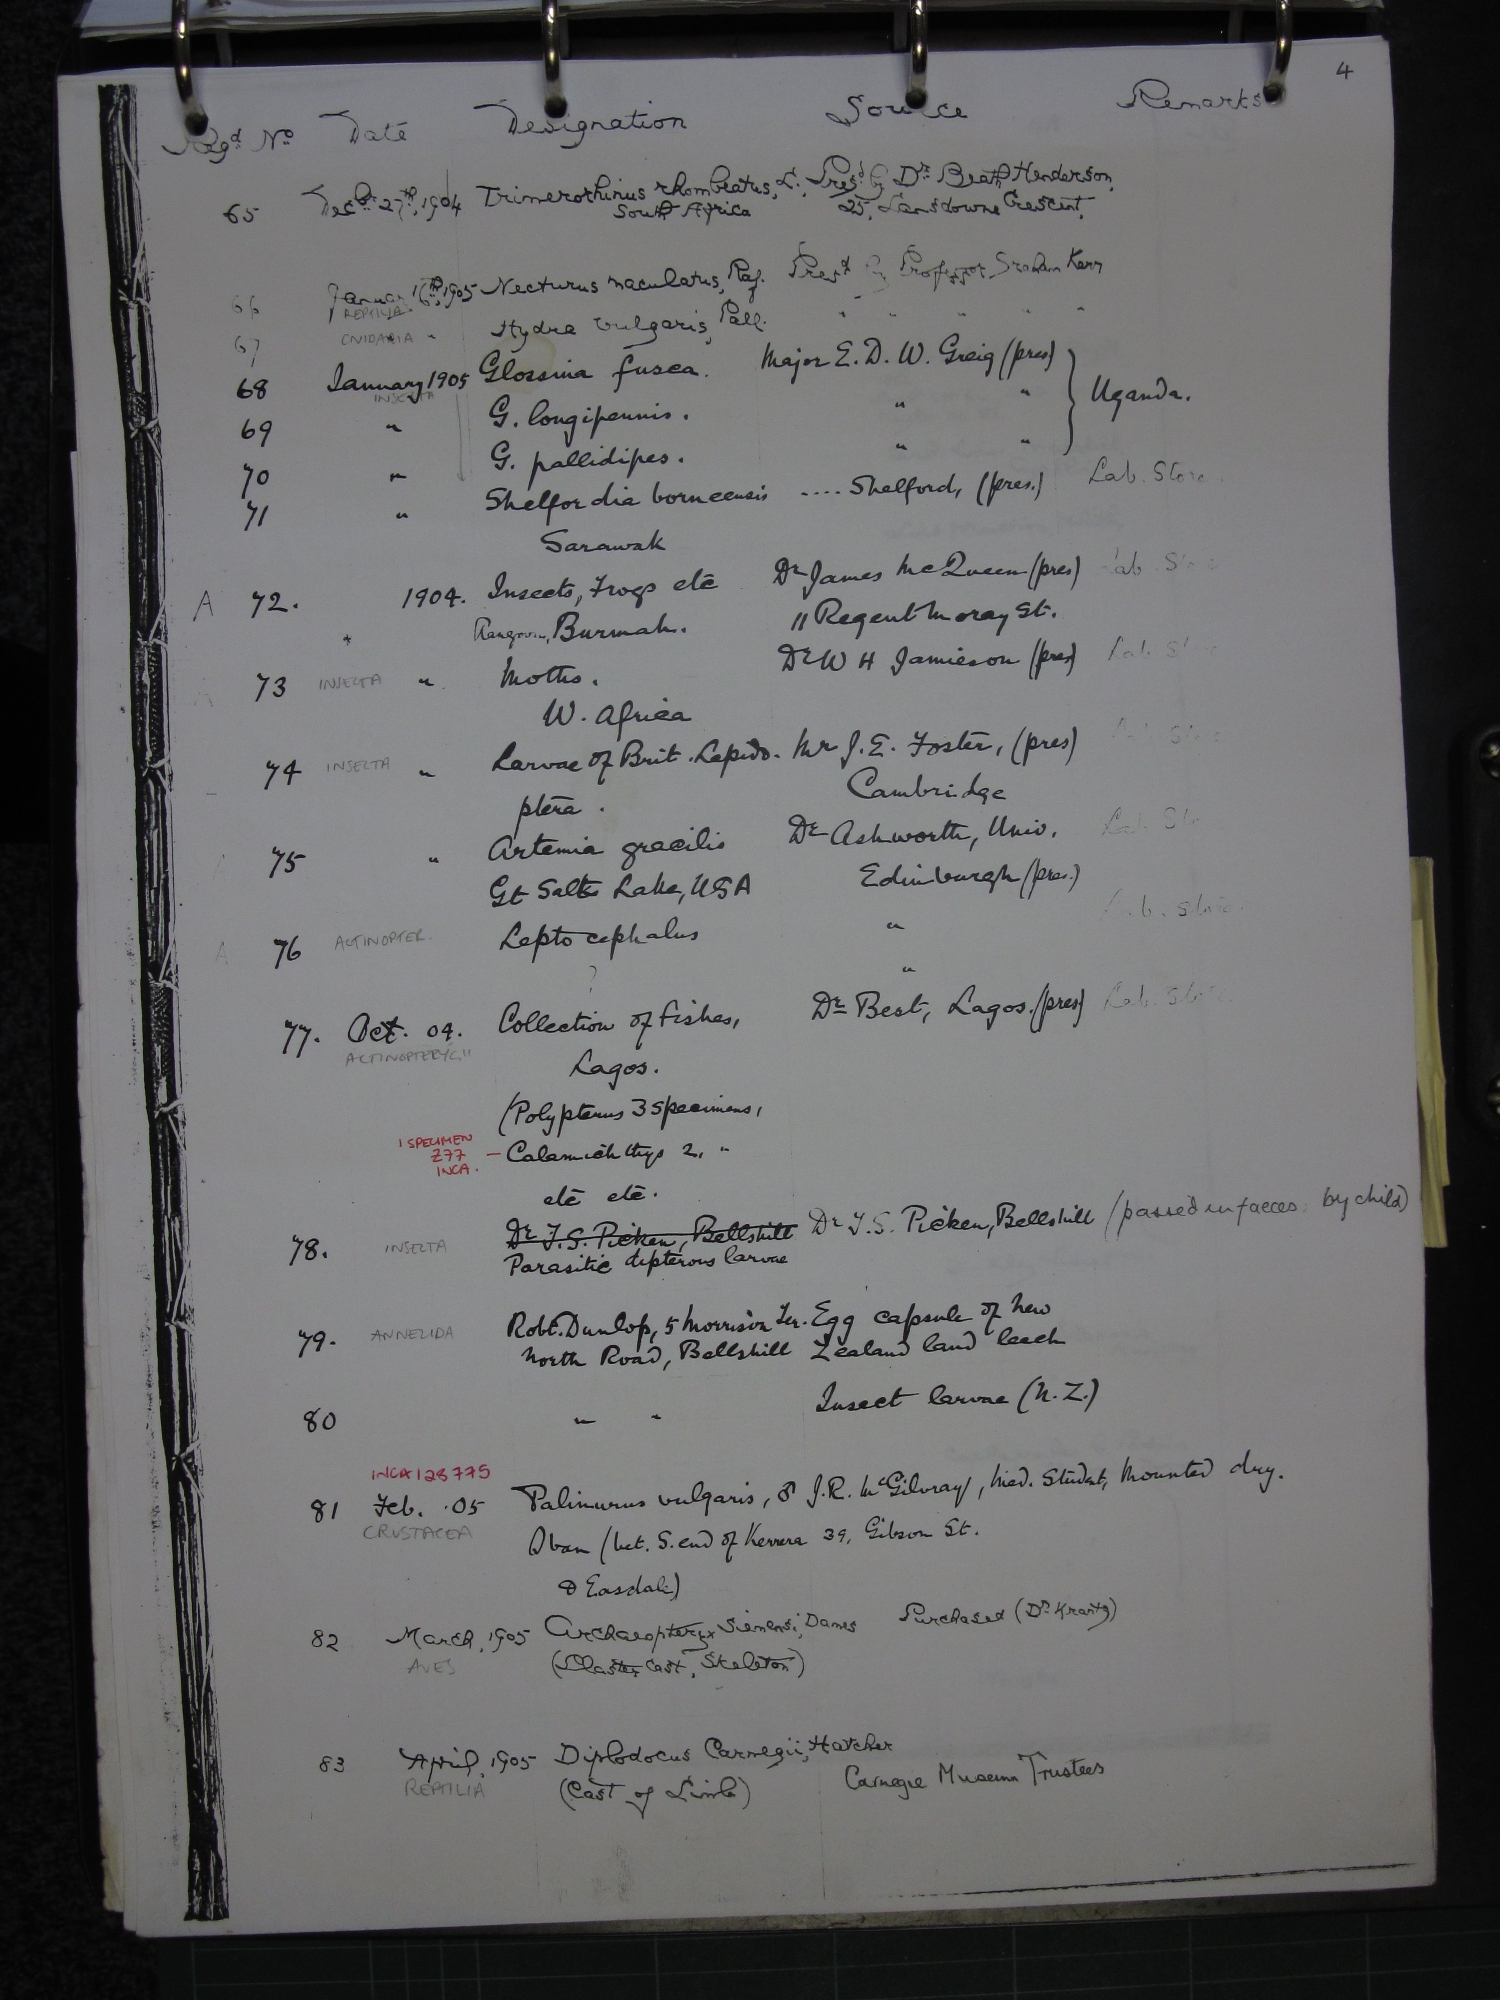 4
Regd No Date Designation Source Remarks
65 Decbr 27th, 1904 Trimerothinus rhombeatus, L. Presd by Dr Beath Henderson,
South Africa 25, Lansdowne Crescent,
66 January 16th, 1905 Necturus maculatus, Raf. Presd by Professor Graham Kerr
REPTILIA
67 " Hydra vulgaris, Pall. " " " " "
CNIDARIA
68 January 1905 Glossina fusca. Major E. D. W. Greig (pres)
INSECTA
Uganda.
69 " G. longipennis. " "
70 " G. pallidipes. " "
71 " Shelfordia borneensis .... Shelford, (pres.) Lab. Store
Sarawak
A 72. 1904. Insects, Frogs etc Dr James McQueen (pres) Lab. Store
Rangoon, Burmah. 11 Regent Moray St.
A 73 INSECTA " Moths. Dr W H Jamieson (pres) Lab. Store
W. Africa
74 INSECTA " Larvae of Brit. Lepido- Mr J. E. Foster, (pres) Lab. Store
ptera. Cambridge
A 75 " Artemia gracilis Dr Ashworth, Univ. Lab. Sto
Gt Salt Lake, USA Edinburgh (pres.)
A 76 ACTINOPTER. Leptocephalus " Lab. Store.
? "
77. Oct. 04. Collection of Fishes, Dr Best, Lagos. (pres) Lab. Store
ACTINOPTERYGII
Lagos.
(Polypterus 3 specimens,
1 SPECIMEN
Z77
INCA.
— Calamichthys 2, "
etc etc.
78. INSECTA Dr T. S. Picken, Bellshill Dr T. S. Picken, Bellshill (passed in faeces by child)
Parasitic dipterous larvae
79. ANNELIDA Robt. Dunlop, 5 Morrison Ter. Egg capsule of New
North Road, Bellshill Zealand land leech
80 " " Insect larvae (N. Z.)
INCA 128775
81 Feb. .05 Palinurus vulgaris, ♂ J. R. McGilvray, Med. Student, Mounted dry.
CRUSTACEA
Oban (bet. S. end of Kerrera 39, Gibson St.
& Easdale)
82 March, 1905 Archaeopteryx Siemensi, Dames Purchased (Dr Krantz)
AVES
(Plaster Cast, Skeleton)
83 April, 1905 Diplodocus Carnegii, Hatcher
REPTILIA
(Cast of Limb) Carnegie Museum Trustees